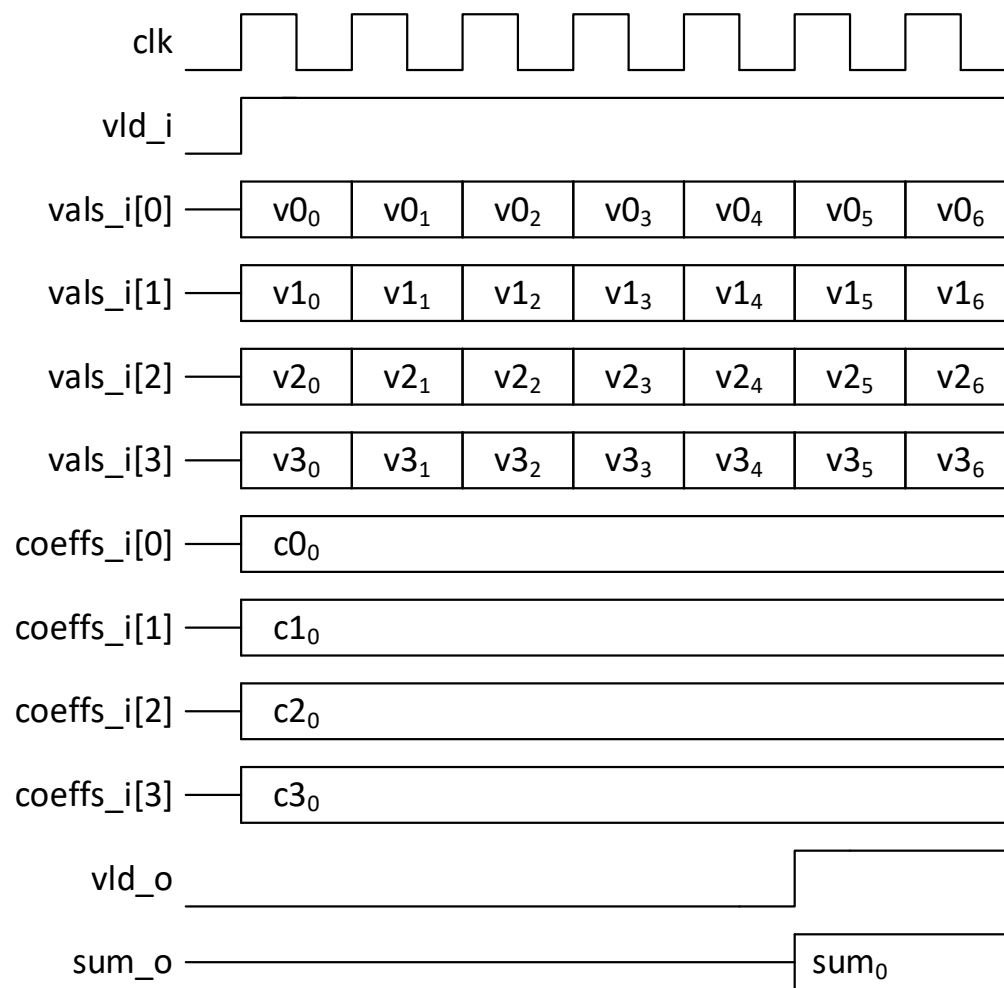 clk
vld_i
vals_i[0] v0₀ v0₁ v0₂ v0₃ v0₄ v0₅ v0₆
vals_i[1] v1₀ v1₁ v1₂ v1₃ v1₄ v1₅ v1₆
vals_i[2] v2₀ v2₁ v2₂ v2₃ v2₄ v2₅ v2₆
vals_i[3] v3₀ v3₁ v3₂ v3₃ v3₄ v3₅ v3₆
coeffs_i[0] c0₀
coeffs_i[1] c1₀
coeffs_i[2] c2₀
coeffs_i[3] c3₀
vld_o
sum_o sum₀